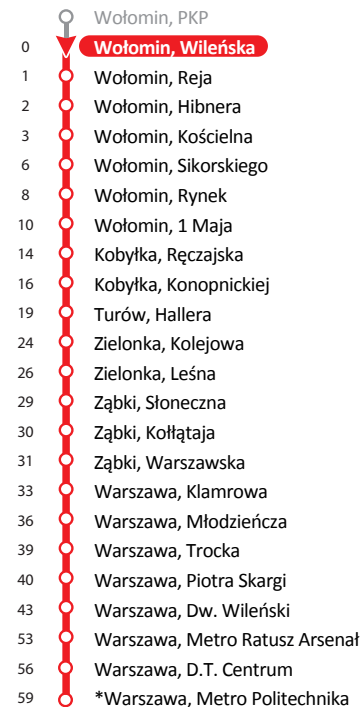 Wołomin, PKP
0 Wołomin, Wileńska
1 Wołomin, Reja
2 Wołomin, Hibnera
3 Wołomin, Kościelna
6 Wołomin, Sikorskiego
8 Wołomin, Rynek
10 Wołomin, 1 Maja
14 Kobyłka, Ręczajska
16 Kobyłka, Konopnickiej
19 Turów, Hallera
24 Zielonka, Kolejowa
26 Zielonka, Leśna
29 Ząbki, Słoneczna
30 Ząbki, Kołłątaja
31 Ząbki, Warszawska
33 Warszawa, Klamrowa
36 Warszawa, Młodzieńcza
39 Warszawa, Trocka
40 Warszawa, Piotra Skargi
43 Warszawa, Dw. Wileński
53 Warszawa, Metro Ratusz Arsenał
56 Warszawa, D.T. Centrum
59 *Warszawa, Metro Politechnika